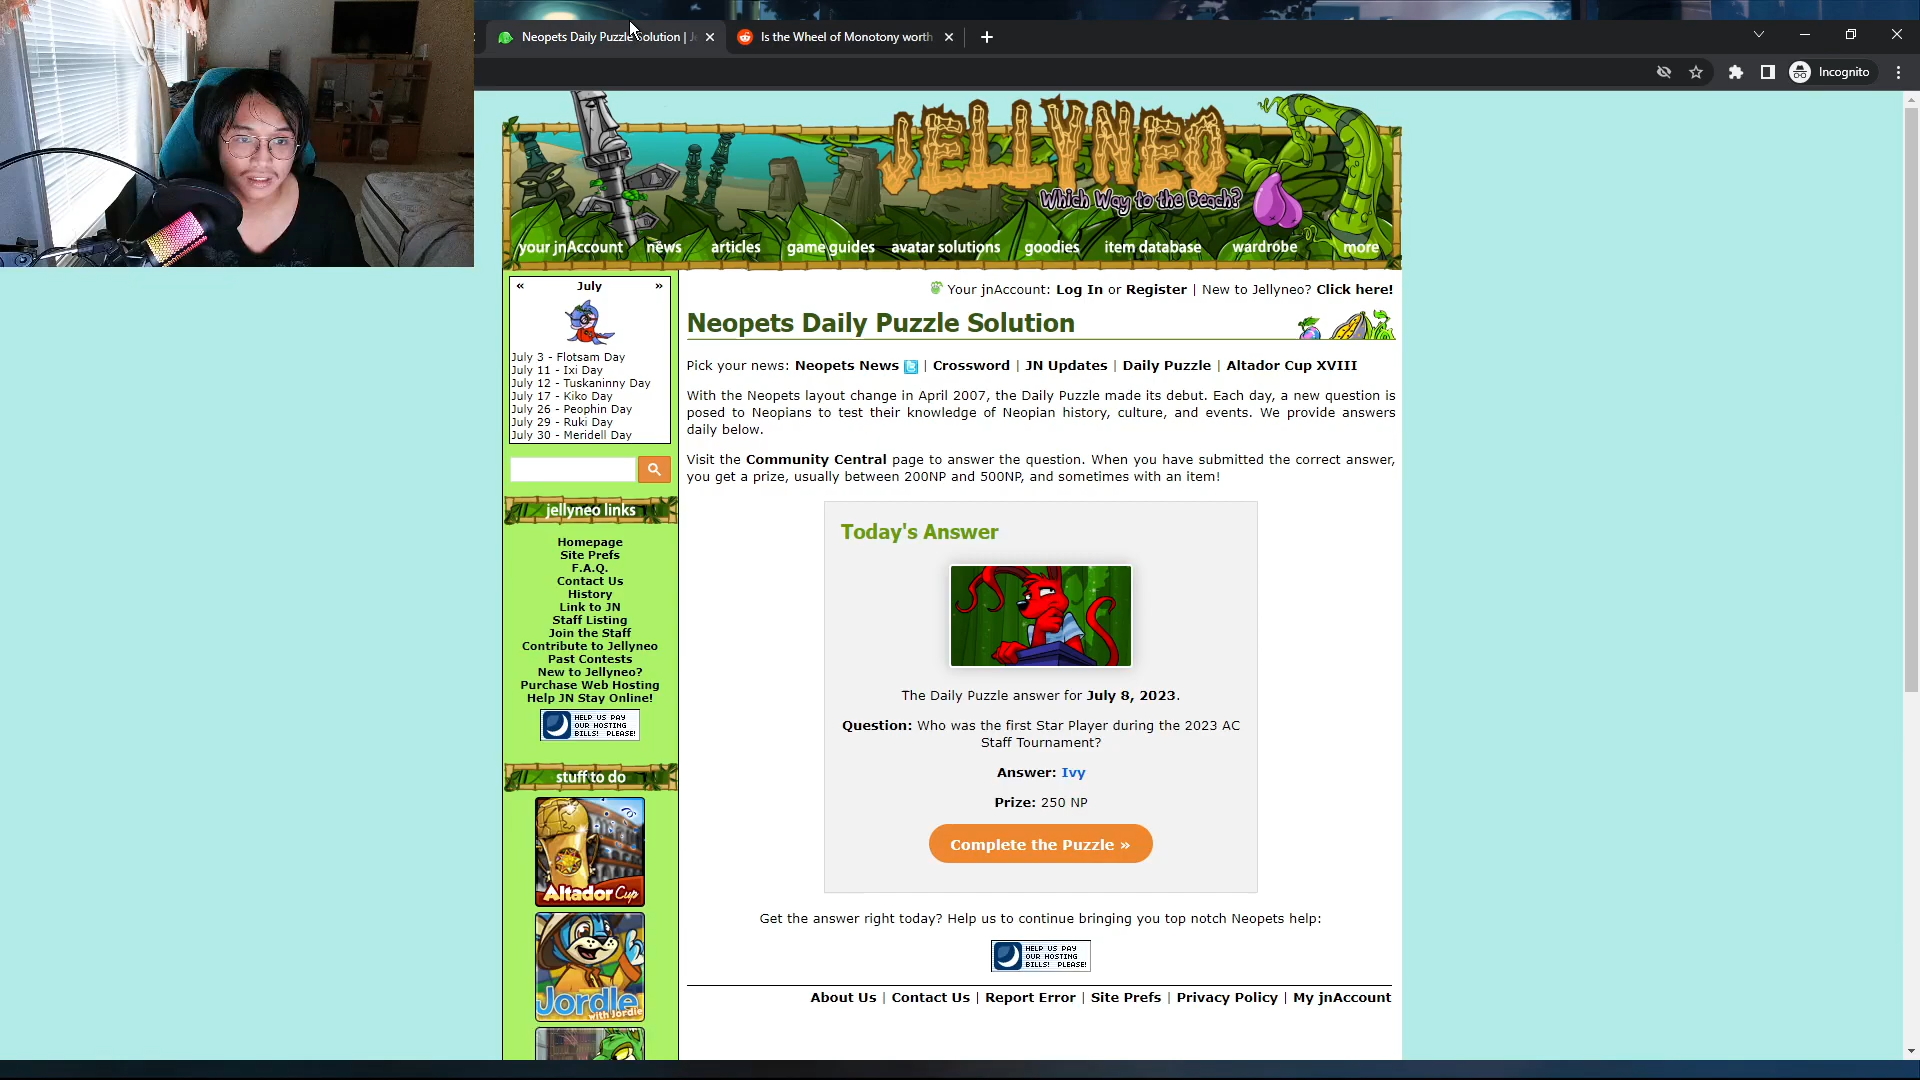 Neopets Daily Puzzle Solution | J
Is the Wheel of Monotony worth
Incognito
JELLYNEO
Which Way to the Beach?
your jnAccount news articles game guides avatar solutions goodies item database wardrobe more
« July »
July 3 - Flotsam Day
July 11 - Ixi Day
July 12 - Tuskaninny Day
July 17 - Kiko Day
July 26 - Peophin Day
July 29 - Ruki Day
July 30 - Meridell Day
jellyneo links
Homepage
Site Prefs
F.A.Q.
Contact Us
History
Link to JN
Staff Listing
Join the Staff
Contribute to Jellyneo
Past Contests
New to Jellyneo?
Purchase Web Hosting
Help JN Stay Online!
HELP US PAY
OUR HOSTING
BILLS! PLEASE!
stuff to do
Altador Cup
Jordle
with Jordie
Your jnAccount: Log In or Register | New to Jellyneo? Click here!
Neopets Daily Puzzle Solution
Pick your news: Neopets News | Crossword | JN Updates | Daily Puzzle | Altador Cup XVIII
With the Neopets layout change in April 2007, the Daily Puzzle made its debut. Each day, a new question is
posed to Neopians to test their knowledge of Neopian history, culture, and events. We provide answers
daily below.
Visit the Community Central page to answer the question. When you have submitted the correct answer,
you get a prize, usually between 200NP and 500NP, and sometimes with an item!
Today's Answer
The Daily Puzzle answer for July 8, 2023.
Question: Who was the first Star Player during the 2023 AC
Staff Tournament?
Answer: Ivy
Prize: 250 NP
Complete the Puzzle »
Get the answer right today? Help us to continue bringing you top notch Neopets help:
HELP US PAY
OUR HOSTING
BILLS! PLEASE!
About Us | Contact Us | Report Error | Site Prefs | Privacy Policy | My jnAccount